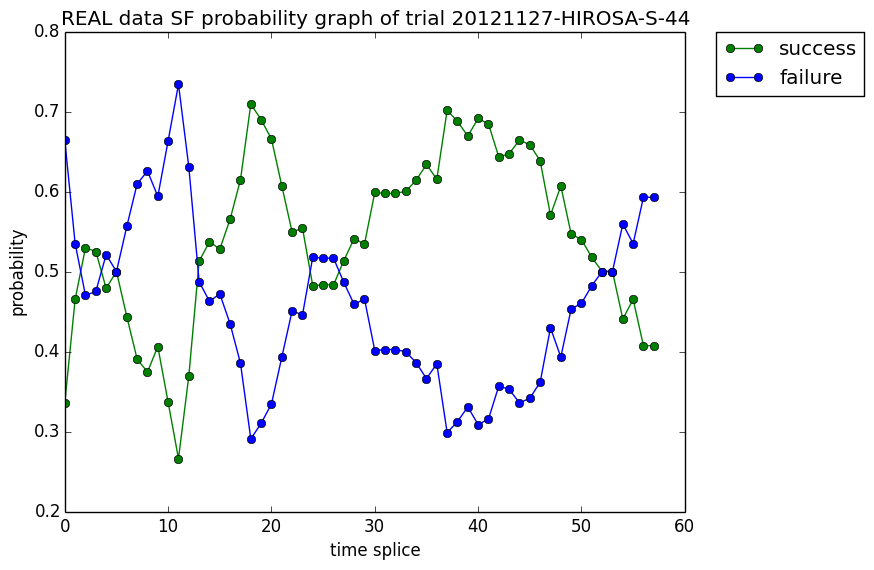 REAL data SF probability graph of trial 20121127-HIROSA-S-44
success
failure
probability
0.8
0.7
0.6
0.5
0.4
0.3
0.2
0 10 20 30 40 50 60
time splice